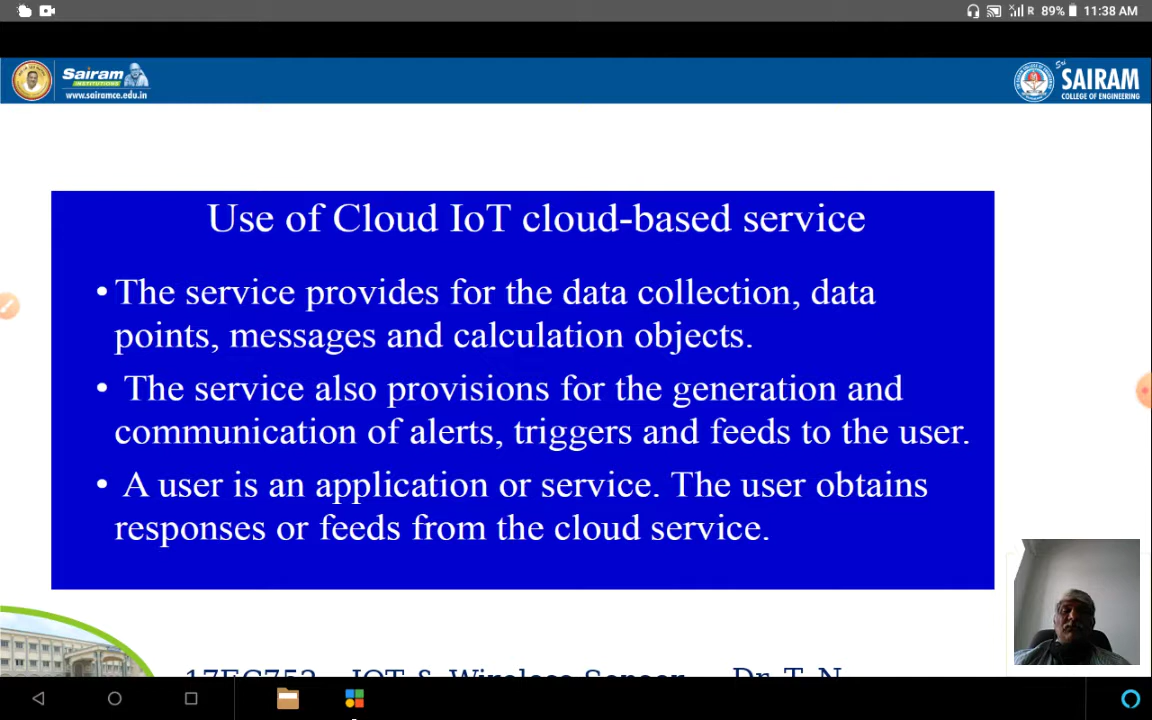 R 89% 11:38 AM
Sairam
INSTITUTIONS
www.sairamce.edu.in
Sri
SAIRAM
COLLEGE OF ENGINEERING
Use of Cloud IoT cloud-based service
• The service provides for the data collection, data
points, messages and calculation objects.
• The service also provisions for the generation and
communication of alerts, triggers and feeds to the user.
• A user is an application or service. The user obtains
responses or feeds from the cloud service.
17EC752 IOT & Wireless Sensor Dr. T. N.